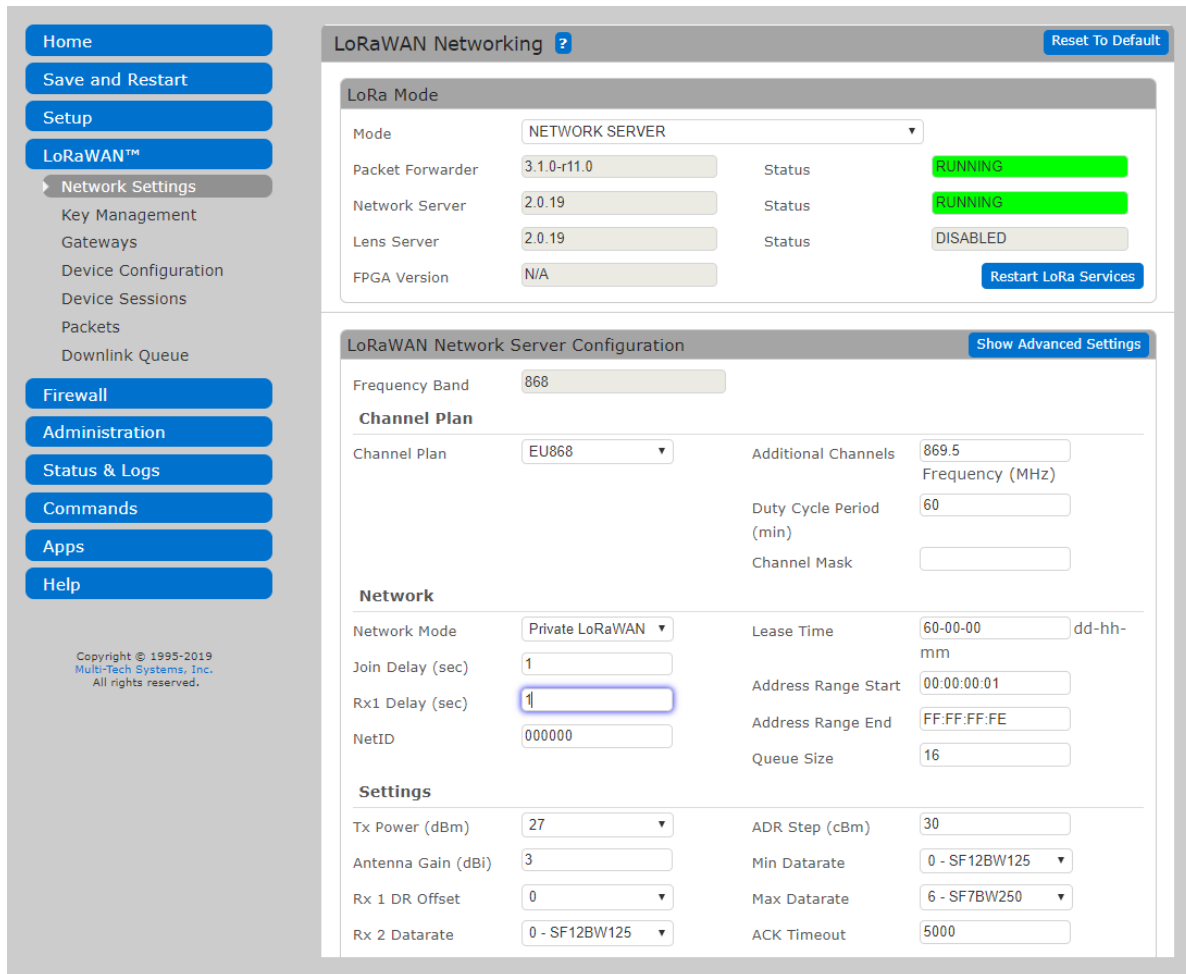 Home
Save and Restart
Setup
LoRaWAN™
Network Settings
Key Management
Gateways
Device Configuration
Device Sessions
Packets
Downlink Queue
Firewall
Administration
Status & Logs
Commands
Apps
Help
Copyright © 1995-2019
Multi-Tech Systems, Inc.
All rights reserved.
LoRaWAN Networking ? Reset To Default
LoRa Mode
Mode NETWORK SERVER
Packet Forwarder 3.1.0-r11.0 Status RUNNING
Network Server 2.0.19 Status RUNNING
Lens Server 2.0.19 Status DISABLED
FPGA Version N/A Restart LoRa Services
LoRaWAN Network Server Configuration Show Advanced Settings
Frequency Band 868
Channel Plan
Channel Plan EU868 Additional Channels 869.5
Frequency (MHz)
Duty Cycle Period 60
(min)
Channel Mask
Network
Network Mode Private LoRaWAN Lease Time 60-00-00 dd-hh-
mm
Join Delay (sec) 1
Address Range Start 00:00:00:01
Rx1 Delay (sec) 1
Address Range End FF:FF:FF:FE
NetID 000000
Queue Size 16
Settings
Tx Power (dBm) 27 ADR Step (cBm) 30
Antenna Gain (dBi) 3 Min Datarate 0 - SF12BW125
Rx 1 DR Offset 0 Max Datarate 6 - SF7BW250
Rx 2 Datarate 0 - SF12BW125 ACK Timeout 5000